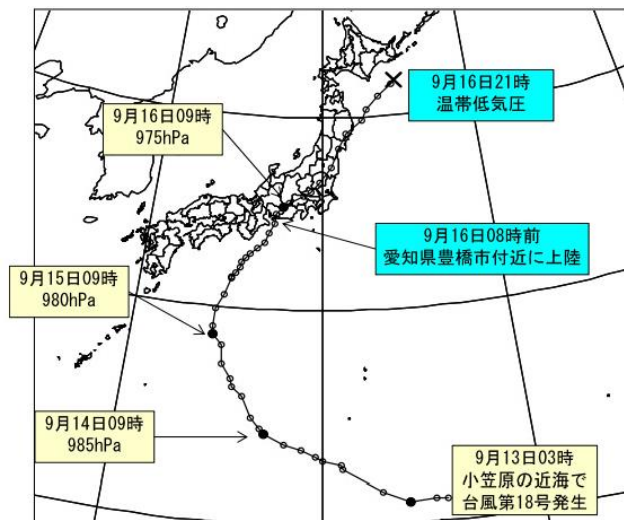 9月16日21時
温帯低気圧
9月16日09時
975hPa
9月16日08時前
愛知県豊橋市付近に上陸
9月15日09時
980hPa
9月14日09時
985hPa
9月13日03時
小笠原の近海で
台風第18号発生